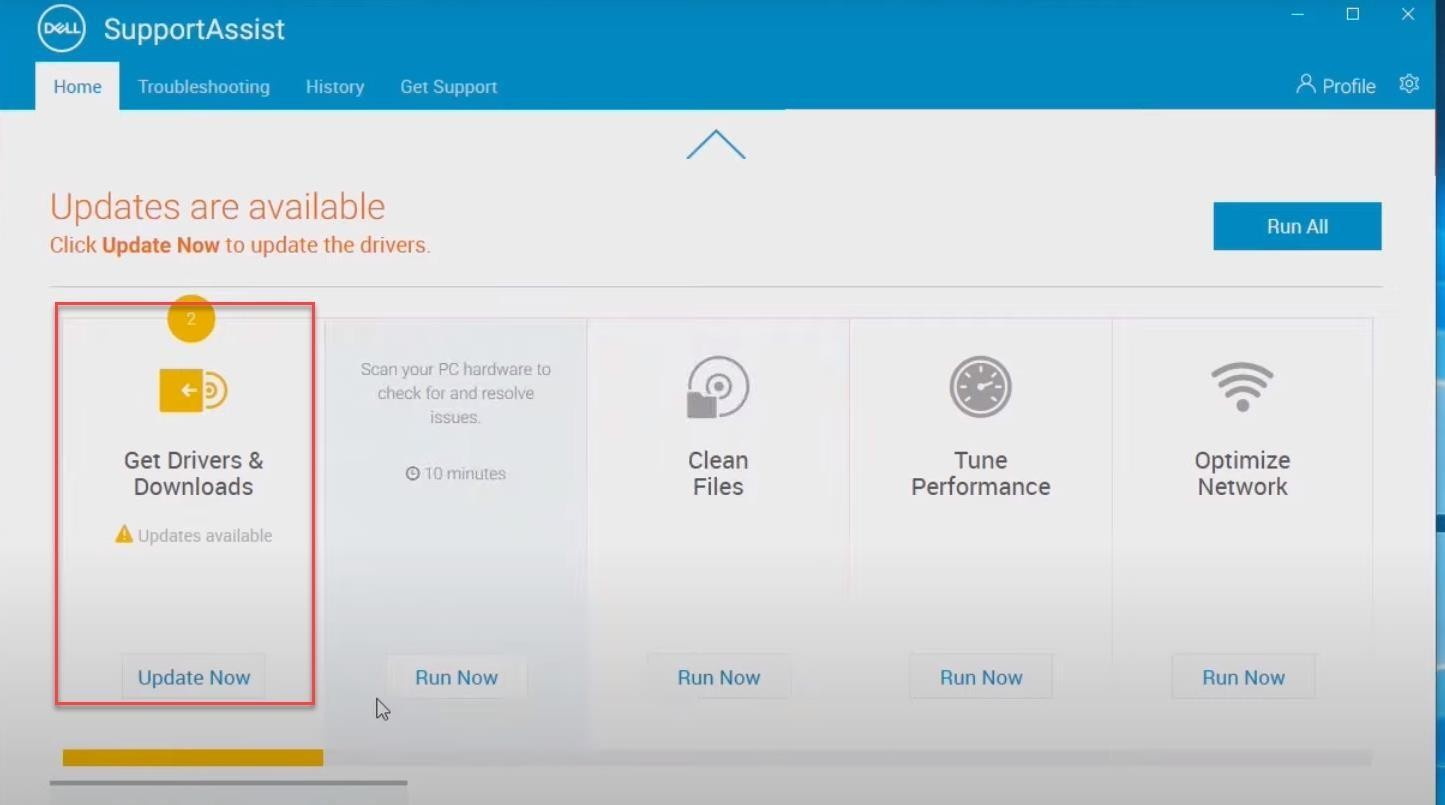 DELL
SupportAssist
Home
Troubleshooting
History
Get Support
Profile
Updates are available
Click Update Now to update the drivers.
Run All
2
Get Drivers &
Downloads
Updates available
Update Now
Scan your PC hardware to
check for and resolve
issues.
10 minutes
Run Now
Clean
Files
Run Now
Tune
Performance
Run Now
Optimize
Network
Run Now